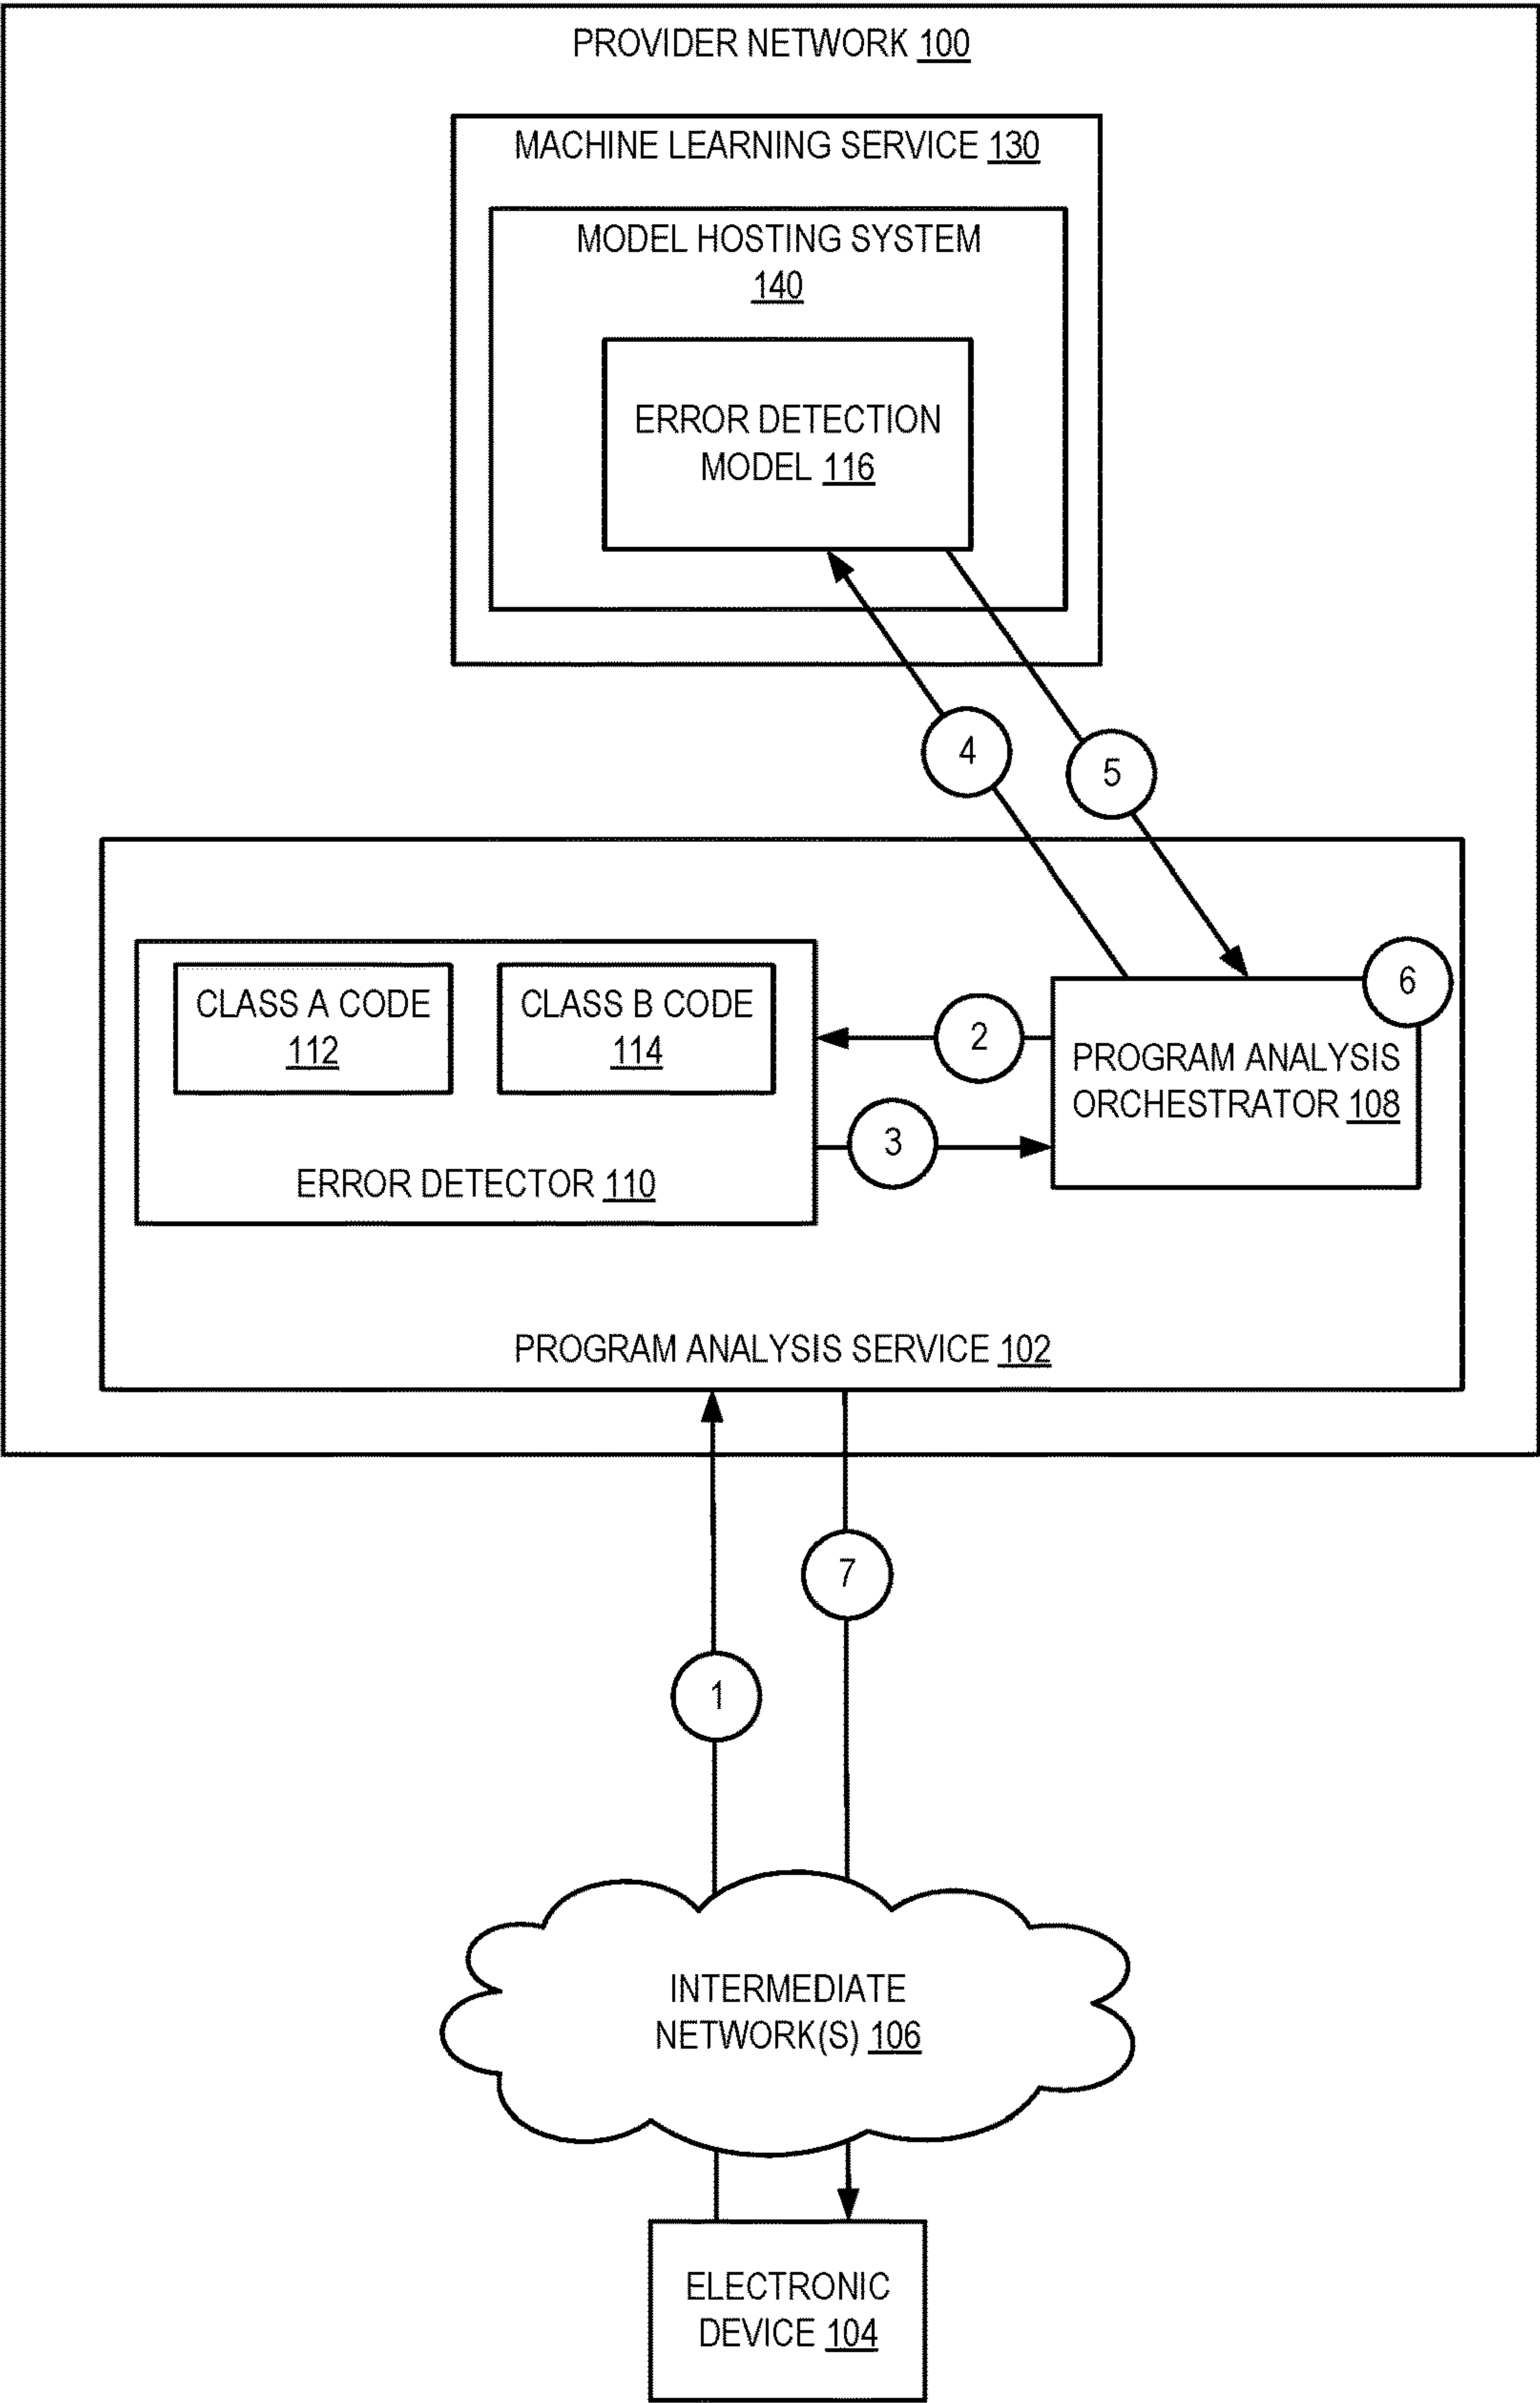 PROVIDER NETWORK 100
MACHINE LEARNING SERVICE 130
MODEL HOSTING SYSTEM
140
ERROR DETECTION
MODEL 116
4
5
6
CLASS A CODE
112
CLASS B CODE
114
2
PROGRAM ANALYSIS
ORCHESTRATOR 108
3
ERROR DETECTOR 110
PROGRAM ANALYSIS SERVICE 102
7
1
INTERMEDIATE
NETWORK(S) 106
ELECTRONIC
DEVICE 104